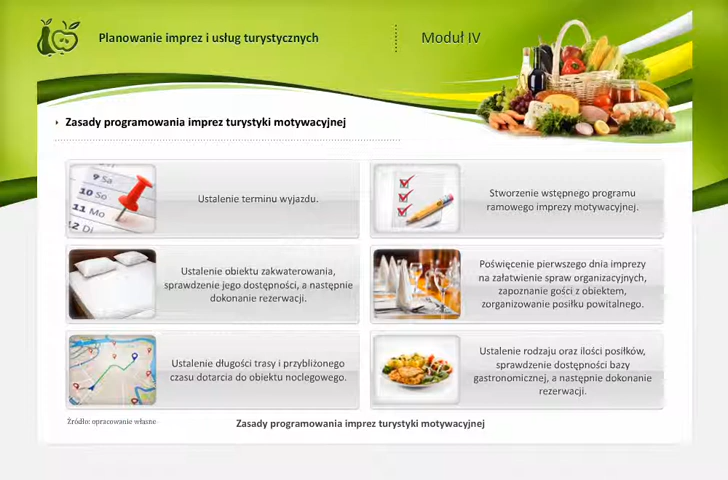 Planowanie imprez i usług turystycznych
Moduł IV
Zasady programowania imprez turystyki motywacyjnej
9 Sa
10 So
11 Mo
12 Di
Ustalenie terminu wyjazdu.
Stworzenie wstępnego programu
ramowego imprezy motywacyjnej.
Ustalenie obiektu zakwaterowania,
sprawdzenie jego dostępności, a następnie
dokonanie rezerwacji.
Poświęcenie pierwszego dnia imprezy
na załatwienie spraw organizacyjnych,
zapoznanie gości z obiektem,
zorganizowanie posiłku powitalnego.
Ustalenie długości trasy i przybliżonego
czasu dotarcia do obiektu noclegowego.
Ustalenie rodzaju oraz ilości posiłków,
sprawdzenie dostępności bazy
gastronomicznej, a następnie dokonanie
rezerwacji.
Źródło: opracowanie własne
Zasady programowania imprez turystyki motywacyjnej